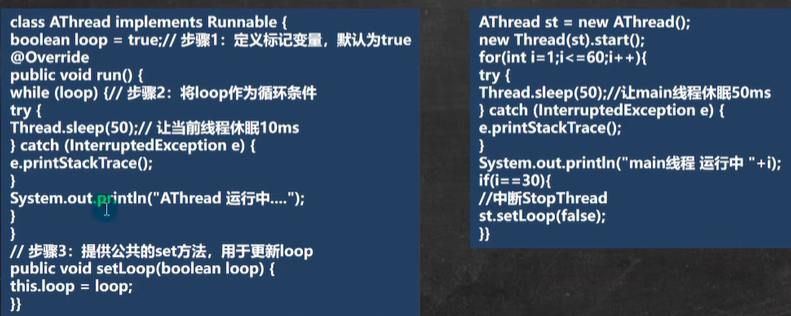 class AThread implements Runnable {
boolean loop = true;// 步骤1：定义标记变量，默认为true
@Override
public void run() {
while (loop) {// 步骤2：将loop作为循环条件
try {
Thread.sleep(50);// 让当前线程休眠10ms
} catch (InterruptedException e) {
e.printStackTrace();
}
System.out.println("AThread 运行中....");
}
}
// 步骤3：提供公共的set方法，用于更新loop
public void setLoop(boolean loop) {
this.loop = loop;
}}
AThread st = new AThread();
new Thread(st).start();
for(int i=1;i<=60;i++){
try {
Thread.sleep(50);//让main线程休眠50ms
} catch (InterruptedException e) {
e.printStackTrace();
}
System.out.println("main线程 运行中 "+i);
if(i==30){
//中断StopThread
st.setLoop(false);
}}